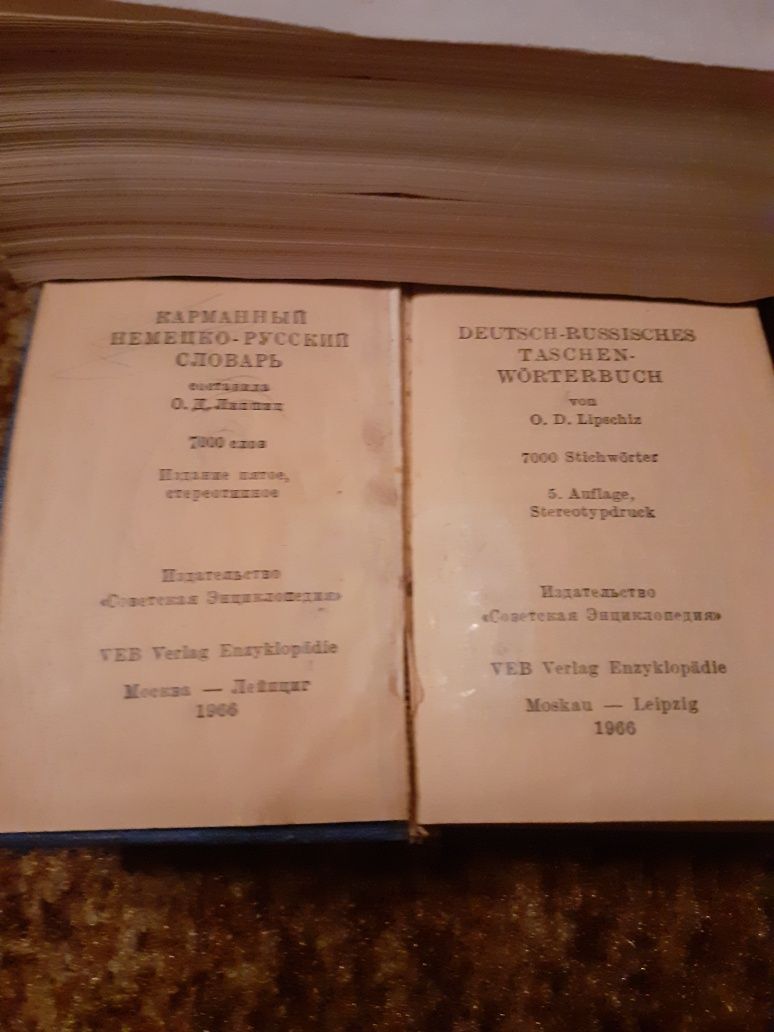 КАРМАННЫЙ
НЕМЕЦКО-РУССКИЙ
СЛОВАРЬ
составила
О. Д. Липшиц
7000 слов
Издание пятое,
стереотипное
Издательство
«Советская Энциклопедия»
VEB Verlag Enzyklopädie
Москва — Лейпциг
1966
DEUTSCH-RUSSISCHES
TASCHEN-
WÖRTERBUCH
von
O. D. Lipschiz
7000 Stichwörter
5. Auflage,
Stereotypdruck
Издательство
«Советская Энциклопедия»
VEB Verlag Enzyklopädie
Moskau — Leipzig
1966